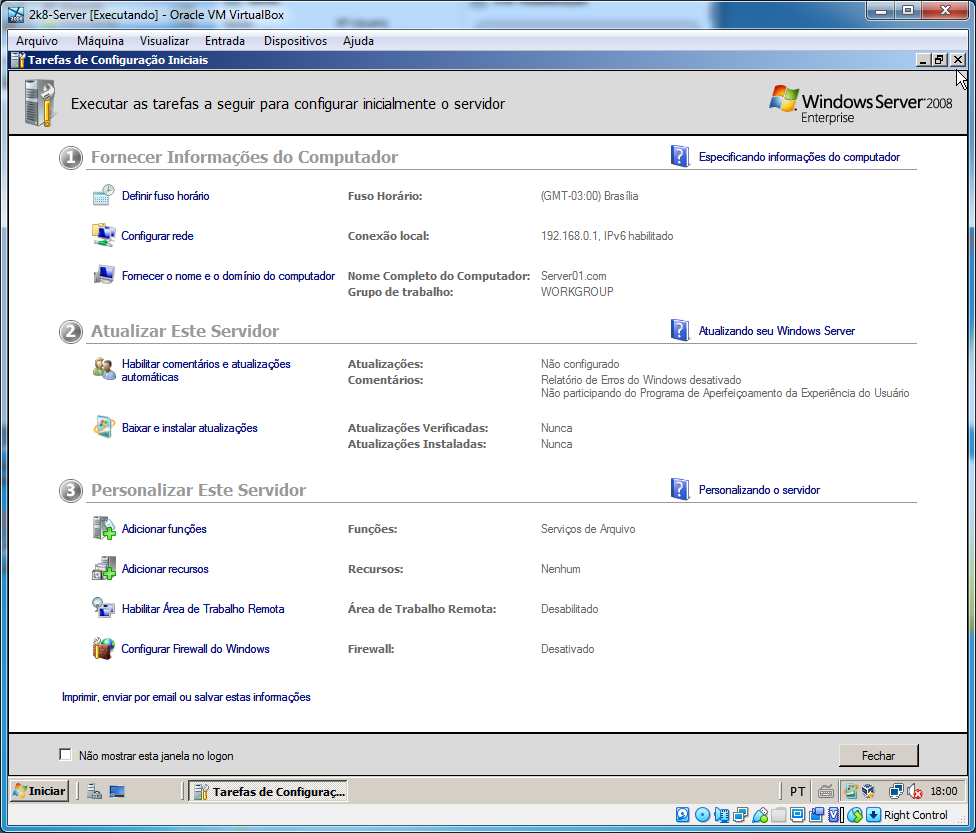 2k8-Server [Executando] - Oracle VM VirtualBox
Arquivo Máquina Visualizar Entrada Dispositivos Ajuda
Tarefas de Configuração Iniciais
Executar as tarefas a seguir para configurar inicialmente o servidor
Windows Server 2008
Enterprise
1 Fornecer Informações do Computador
Especificando informações do computador
Definir fuso horário Fuso Horário: (GMT-03:00) Brasília
Configurar rede Conexão local: 192.168.0.1, IPv6 habilitado
Fornecer o nome e o domínio do computador Nome Completo do Computador: Server01.com
Grupo de trabalho: WORKGROUP
2 Atualizar Este Servidor
Atualizando seu Windows Server
Habilitar comentários e atualizações Atualizações: Não configurado
automáticas Comentários: Relatório de Erros do Windows desativado
Não participando do Programa de Aperfeiçoamento da Experiência do Usuário
Baixar e instalar atualizações Atualizações Verificadas: Nunca
Atualizações Instaladas: Nunca
3 Personalizar Este Servidor
Personalizando o servidor
Adicionar funções Funções: Serviços de Arquivo
Adicionar recursos Recursos: Nenhum
Habilitar Área de Trabalho Remota Área de Trabalho Remota: Desabilitado
Configurar Firewall do Windows Firewall: Desativado
Imprimir, enviar por email ou salvar estas informações
Não mostrar esta janela no logon
Fechar
Iniciar Tarefas de Configuraç... PT 18:00
Right Control